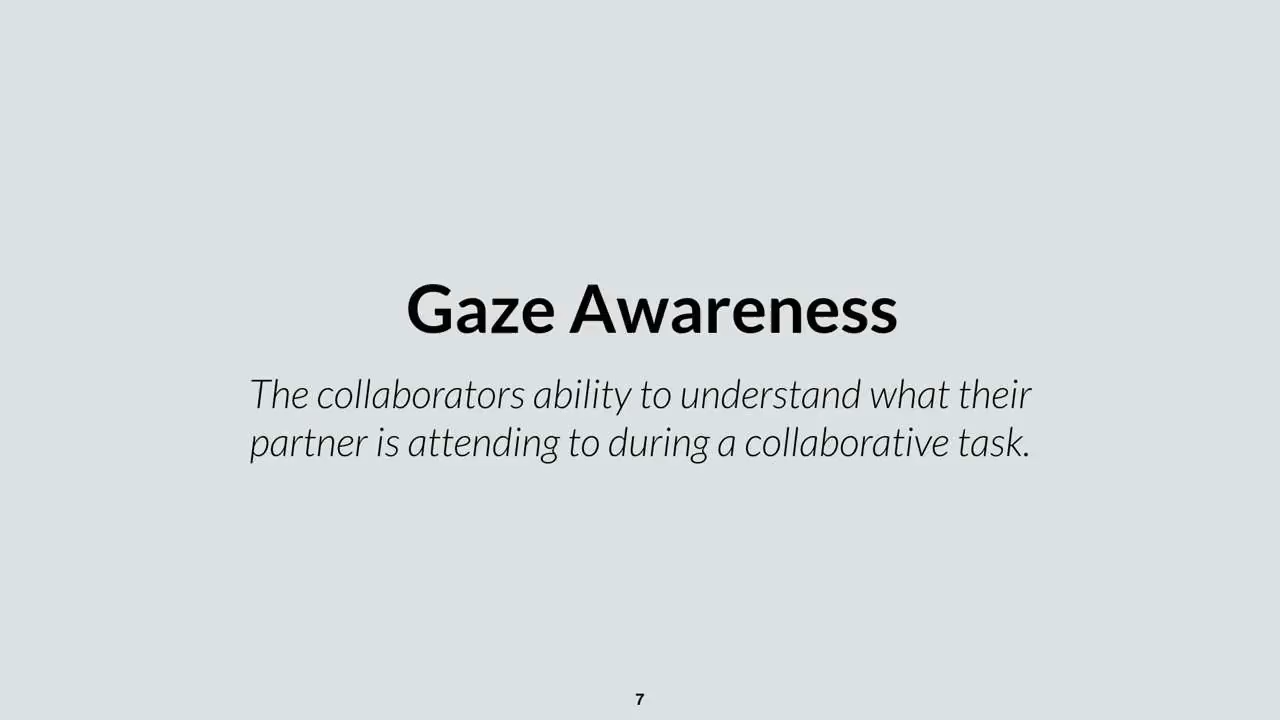 Gaze Awareness
The collaborators ability to understand what their
partner is attending to during a collaborative task.
7